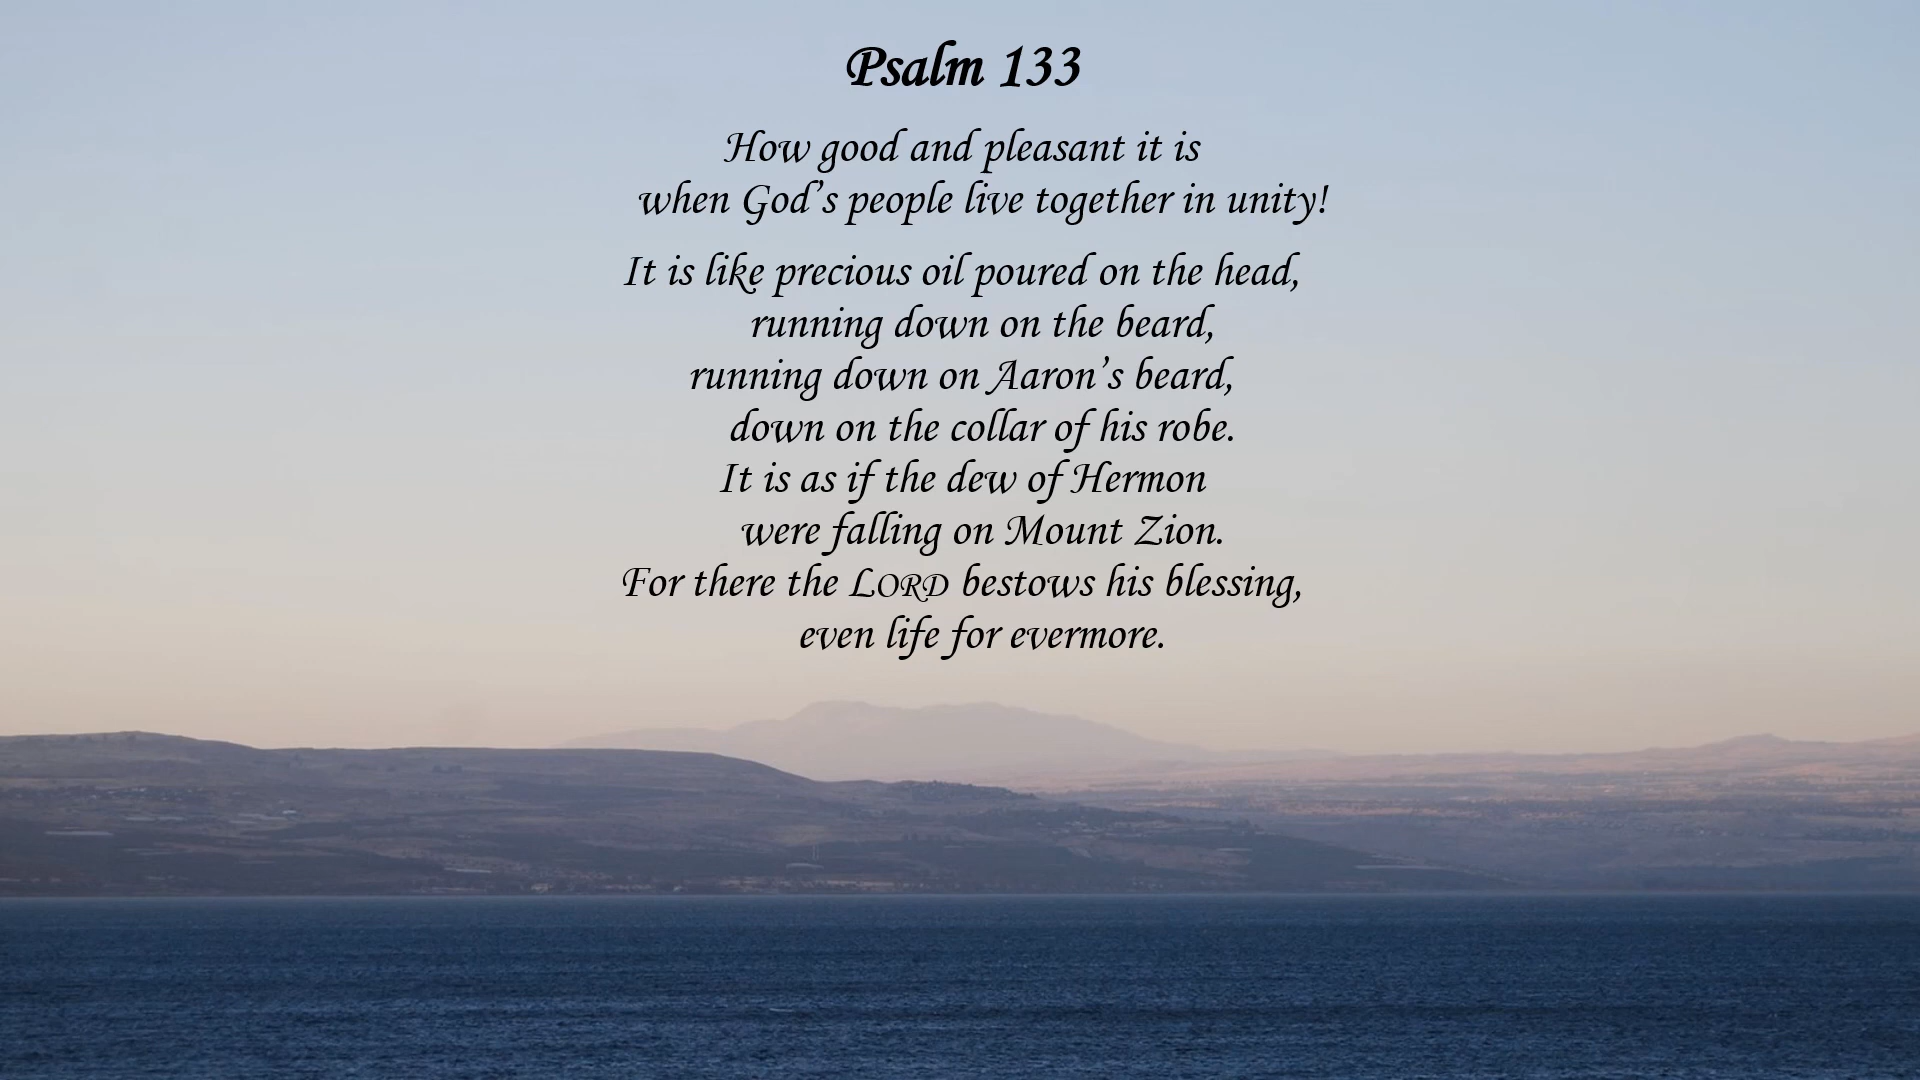 Psalm 133
How good and pleasant it is
when God’s people live together in unity!
It is like precious oil poured on the head,
running down on the beard,
running down on Aaron’s beard,
down on the collar of his robe.
It is as if the dew of Hermon
were falling on Mount Zion.
For there the LORD bestows his blessing,
even life for evermore.